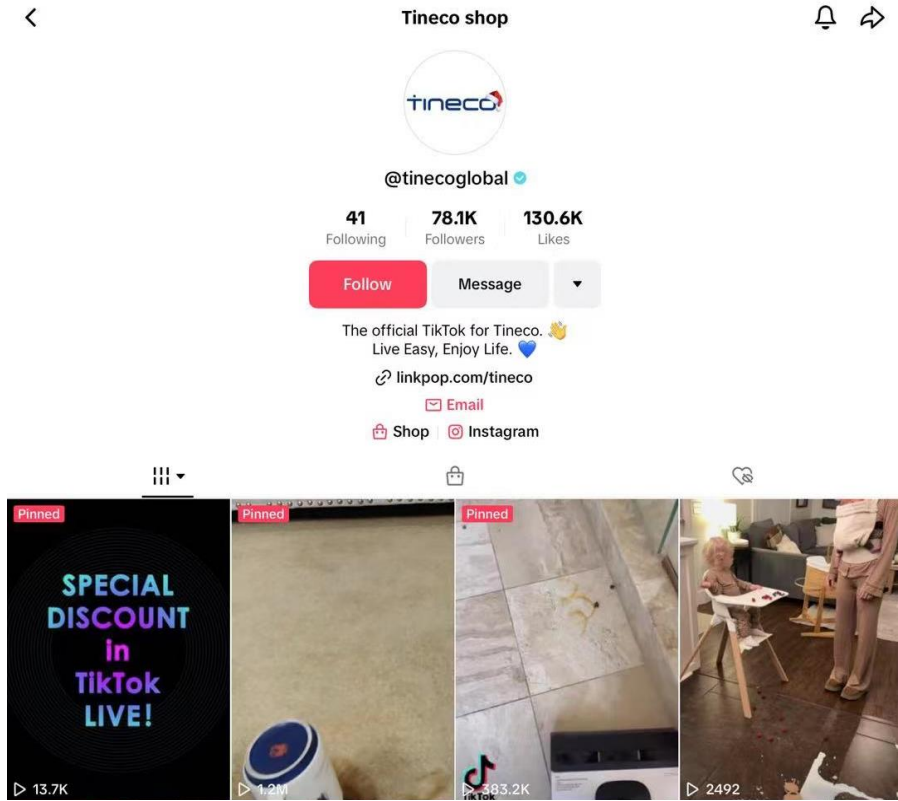 Tineco shop
tineco
@tinecoglobal
41 78.1K 130.6K
Following Followers Likes
Follow Message
The official TikTok for Tineco. 👋
Live Easy, Enjoy Life. 💙
linkpop.com/tineco
Email
Shop Instagram
Pinned Pinned Pinned
SPECIAL
DISCOUNT
in
TikTok
LIVE!
TikTok
13.7K 1.2M 383.2K 2492